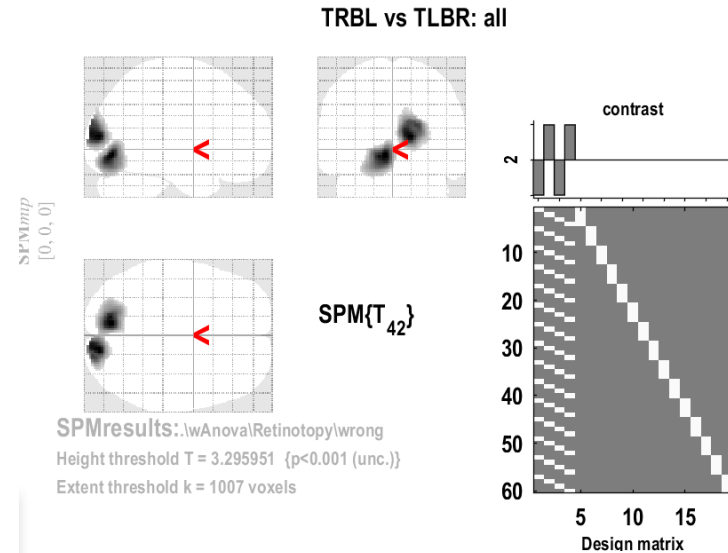 TRBL vs TLBR: all
SPMmip
[0, 0, 0]
<
<
<
SPM{T42}
contrast
2
10
20
30
40
50
60
5 10 15
Design matrix
SPMresults:.\wAnova\Retinotopy\wrong
Height threshold T = 3.295951 {p<0.001 (unc.)}
Extent threshold k = 1007 voxels